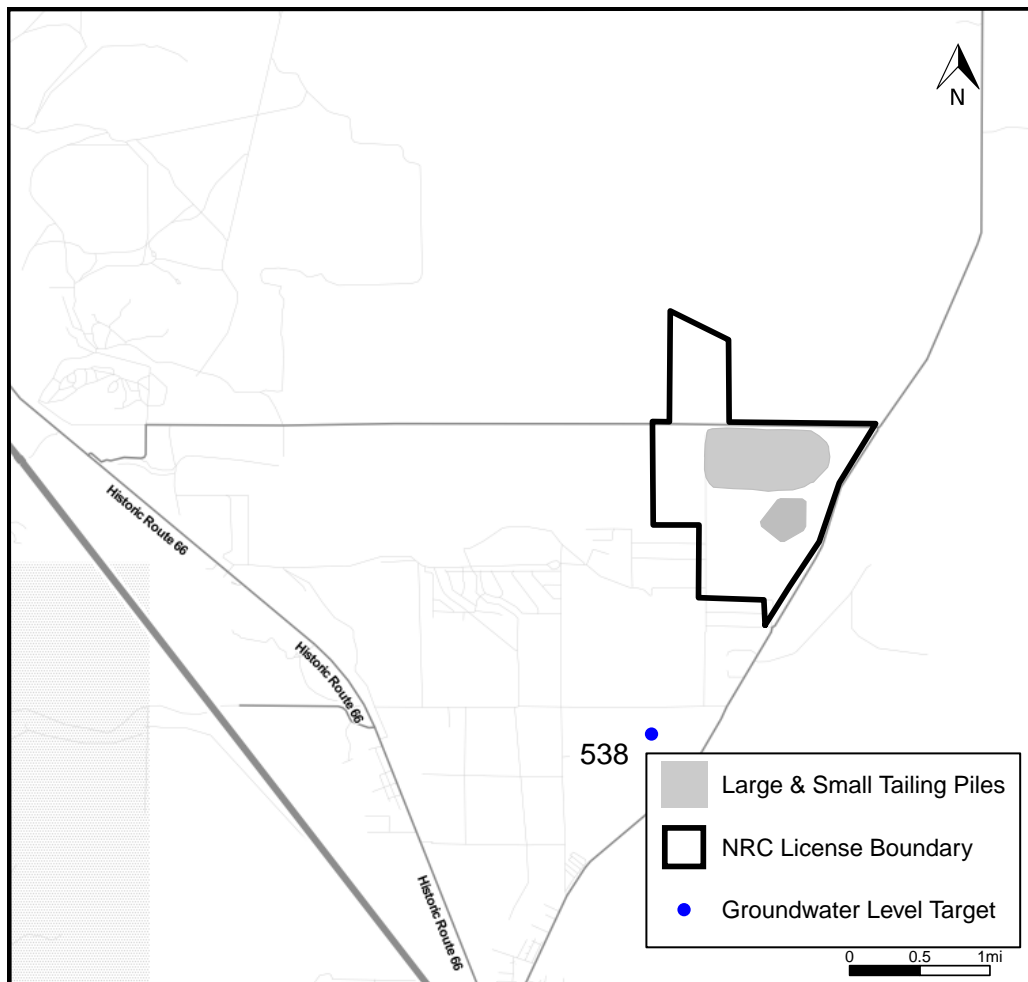 N
Historic Route 66
Historic Route 66
538
Large & Small Tailing Piles
NRC License Boundary
Historic Route 66
Groundwater Level Target
0 0.5 1mi